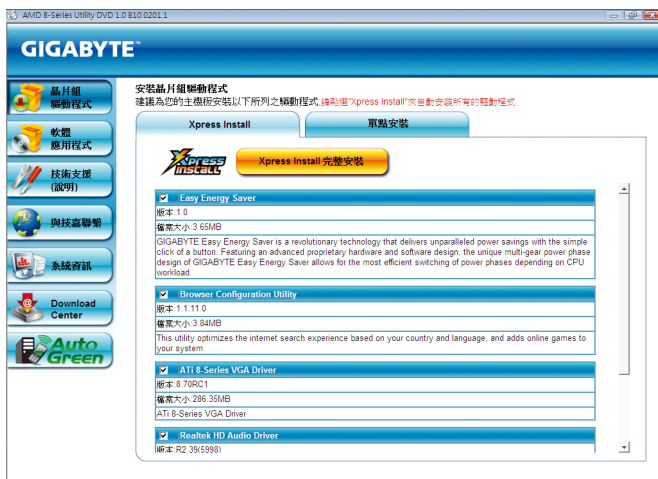 AMD 8-Series Utility DVD 1.0 B10.0201.1
GIGABYTE™
晶片組
驅動程式
軟體
應用程式
技術支援
(說明)
與技嘉聯繫
系統資訊
Download
Center
Auto
Green
安裝晶片組驅動程式
建議為您的主機板安裝以下所列之驅動程式,請點選"Xpress Install"來自動安裝所有的驅動程式
Xpress Install
單點安裝
Xpress
Install
Xpress Install 完整安裝
Easy Energy Saver
版本:1.0
檔案大小:3.65MB
GIGABYTE Easy Energy Saver is a revolutionary technology that delivers unparalleled power savings with the simple
click of a button. Featuring an advanced proprietary hardware and software design, the unique multi-gear power phase
design of GIGABYTE Easy Energy Saver allows for the most efficient switching of power phases depending on CPU
workload.
Browser Configuration Utility
版本:1.1.11.0
檔案大小:3.84MB
This utility optimizes the internet search experience based on your country and language, and adds online games to
your system.
ATi 8-Series VGA Driver
版本:8.70RC1
檔案大小:286.35MB
ATi 8-Series VGA Driver
Realtek HD Audio Driver
版本:R2.39(5998)